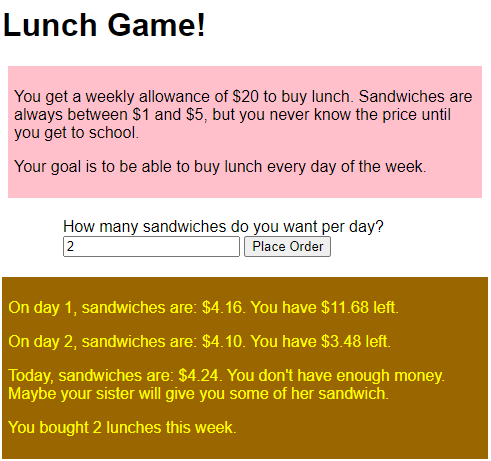 Lunch Game!
You get a weekly allowance of $20 to buy lunch. Sandwiches are
always between $1 and $5, but you never know the price until
you get to school.
Your goal is to be able to buy lunch every day of the week.
How many sandwiches do you want per day?
2 Place Order
On day 1, sandwiches are: $4.16. You have $11.68 left.
On day 2, sandwiches are: $4.10. You have $3.48 left.
Today, sandwiches are: $4.24. You don't have enough money.
Maybe your sister will give you some of her sandwich.
You bought 2 lunches this week.